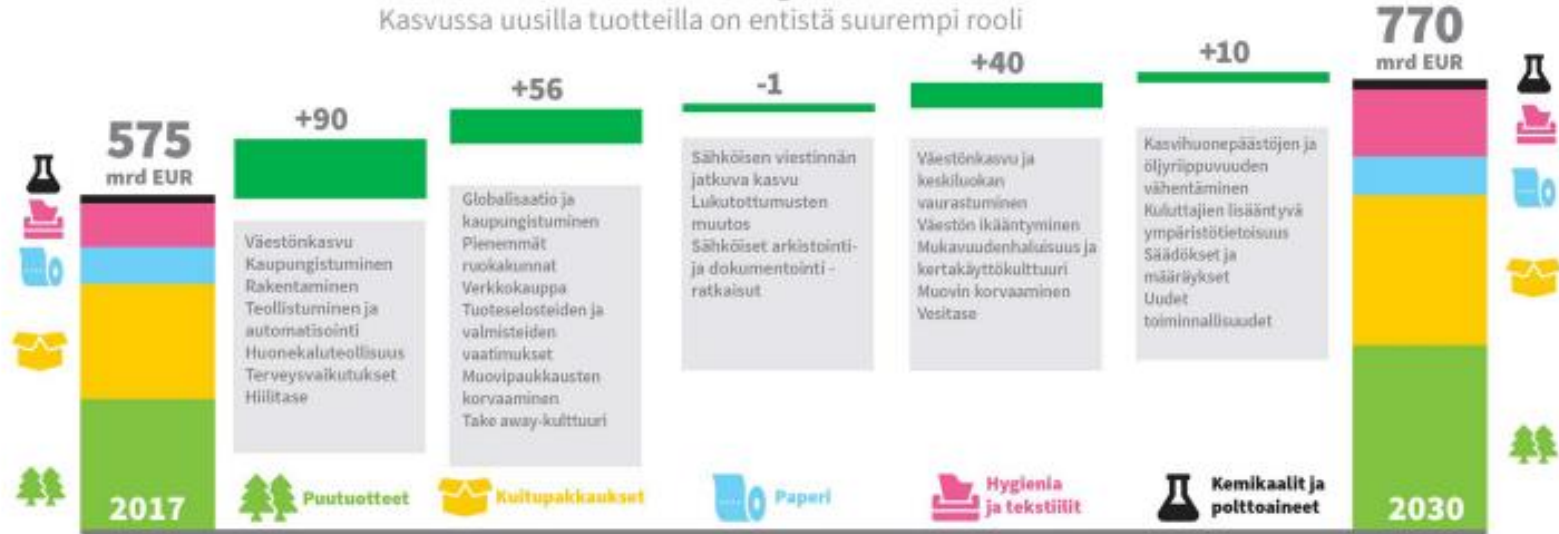 Kasvussa uusilla tuotteilla on entistä suurempi rooli
575
mrd EUR
2017
+90
Väestönkasvu
Kaupungistuminen
Rakentaminen
Teollistuminen ja
automatisointi
Huonekaluteollisuus
Terveysvaikutukset
Hiilitase
Puutuotteet
+56
Globalisaatio ja
kaupungistuminen
Pienemmät
ruokakunnat
Verkkokauppa
Tuoteselosteiden ja
valmisteiden
vaatimukset
Muovipaukkausten
korvaaminen
Take away-kulttuuri
Kuitupakkaukset
-1
Sähköisen viestinnän
jatkuva kasvu
Lukutottumusten
muutos
Sähköiset arkistointi-
ja dokumentointi -
ratkaisut
Paperi
+40
Väestönkasvu ja
keskiluokan
vaurastuminen
Väestön ikääntyminen
Mukavuudenhaluisuus ja
kertakäyttökulttuuri
Muovin korvaaminen
Vesitase
Hygienia
ja tekstiilit
+10
Kasvihuonepäästöjen ja
öljyriippuvuuden
vähentäminen
Kuluttajien lisääntyvä
ympäristötietoisuus
Säädökset ja
määräykset
Uudet
toiminnallisuudet
Kemikaalit ja
polttoaineet
770
mrd EUR
2030